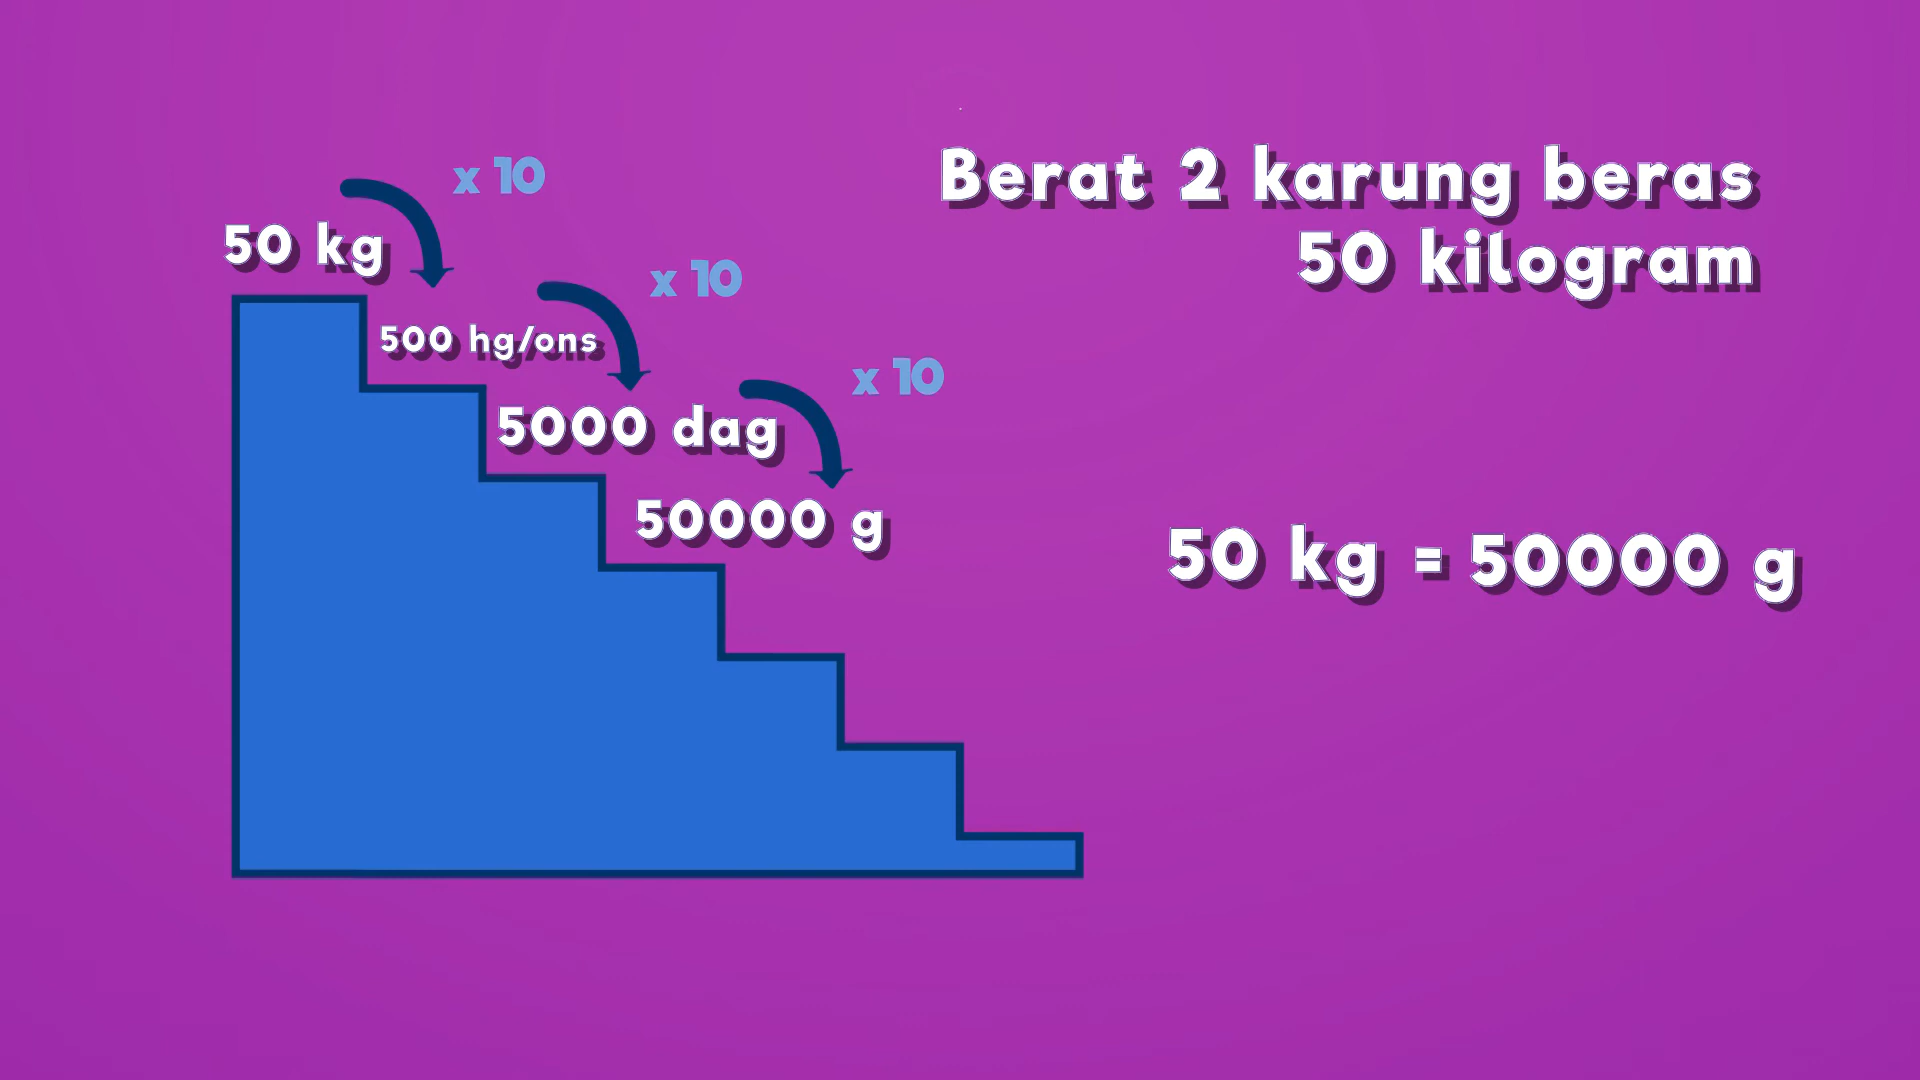 Berat 2 karung beras
50 kilogram
x 10
50 kg
x 10
500 hg/ons
x 10
5000 dag
50000 g
50 kg = 50000 g